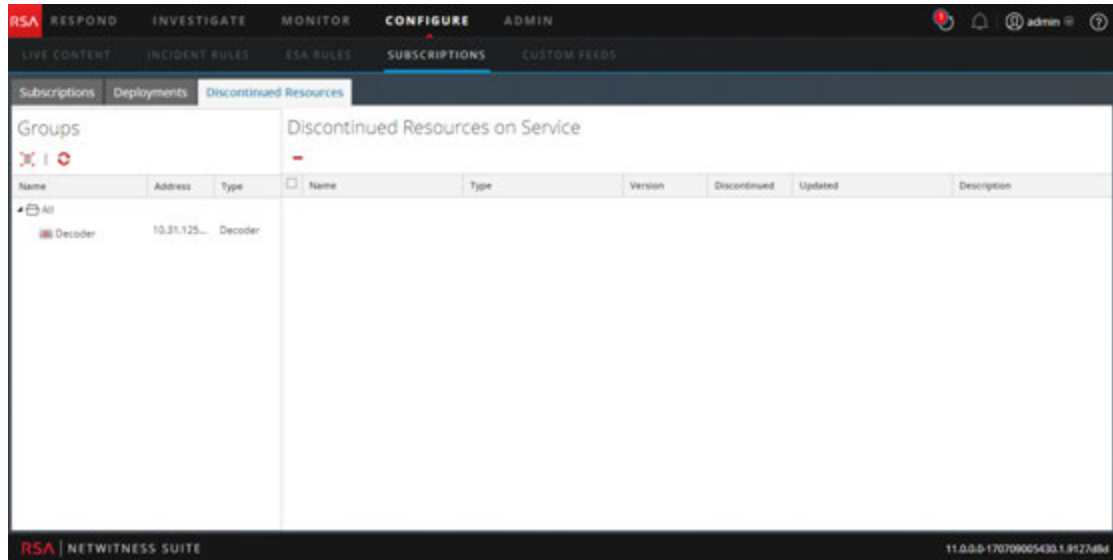 RSA RESPOND INVESTIGATE MONITOR CONFIGURE ADMIN 1 admin ?
LIVE CONTENT INCIDENT RULES ESA RULES SUBSCRIPTIONS CUSTOM FEEDS
Subscriptions Deployments Discontinued Resources
Groups Discontinued Resources on Service
Name Address Type Name Type Version Discontinued Updated Description
All
Decoder 10.31.125... Decoder
RSA NETWITNESS SUITE 11.0.0.0-170709005430.1.9127d8d